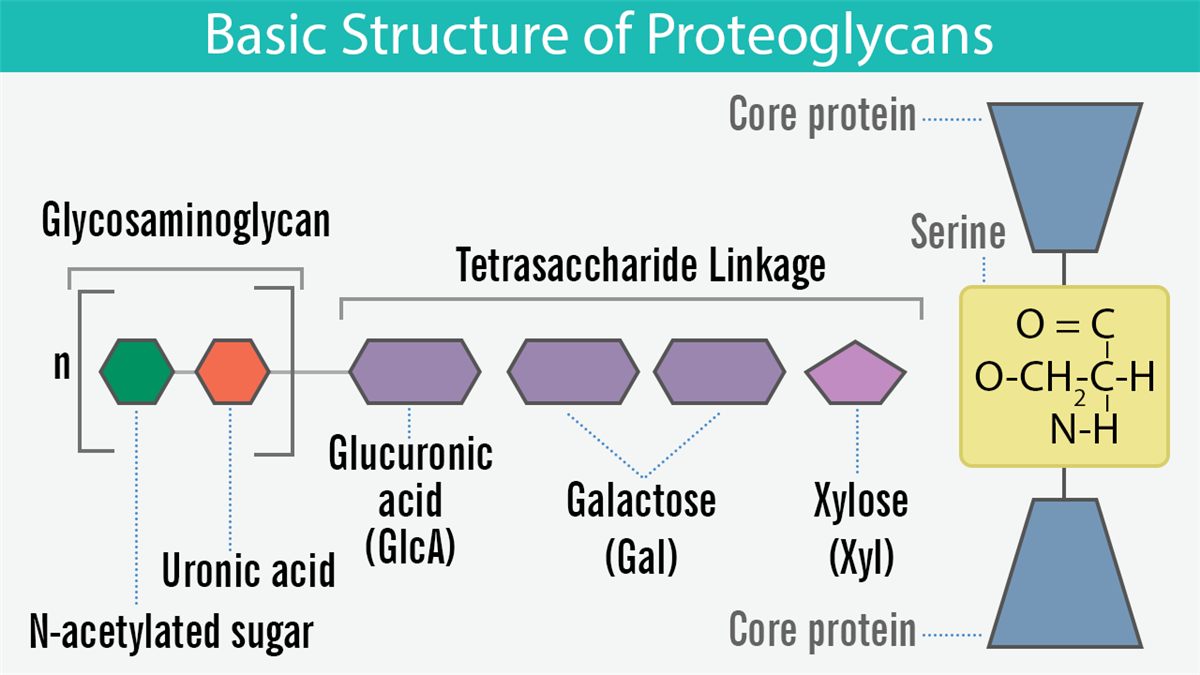 Basic Structure of Proteoglycans
Core protein
Glycosaminoglycan
Serine
Tetrasaccharide Linkage
n
O = C
O-CH2-C-H
N-H
Glucuronic
acid
(GlcA)
Galactose
(Gal)
Xylose
(Xyl)
Uronic acid
N-acetylated sugar
Core protein